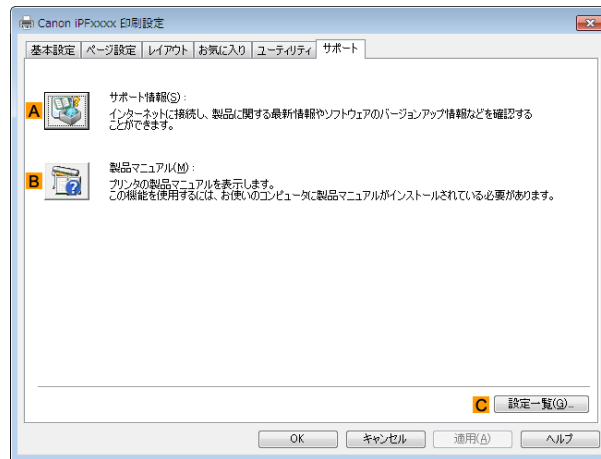 Canon iPFxxxx 印刷設定
基本設定 ページ設定 レイアウト お気に入り ユーティリティ サポート
A
サポート情報(S) :
インターネットに接続し、製品に関する最新情報やソフトウェアのバージョンアップ情報などを確認する
ことができます。
B
製品マニュアル(M) :
プリンタの製品マニュアルを表示します。
この機能を使用するには、お使いのコンピュータに製品マニュアルがインストールされている必要があります。
C 設定一覧(G)...
OK キャンセル 適用(A) ヘルプ